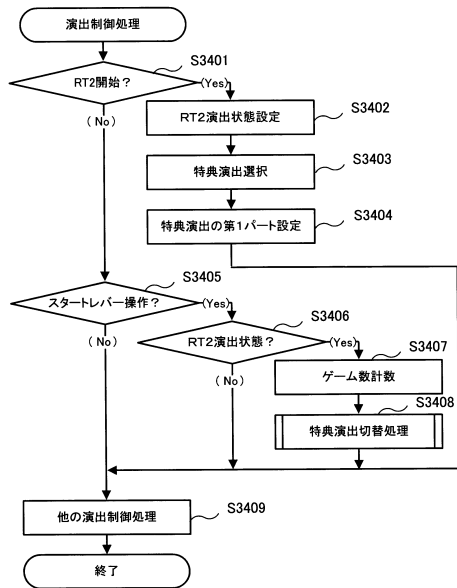 演出制御処理
S3401
RT2開始？
(Yes)
(No)
S3402
RT2演出状態設定
S3403
特典演出選択
S3404
特典演出の第1パート設定
S3405
スタートレバー操作？
(Yes)
(No)
S3406
RT2演出状態？
(Yes)
(No)
S3407
ゲーム数計数
S3408
特典演出切替処理
他の演出制御処理
S3409
終了